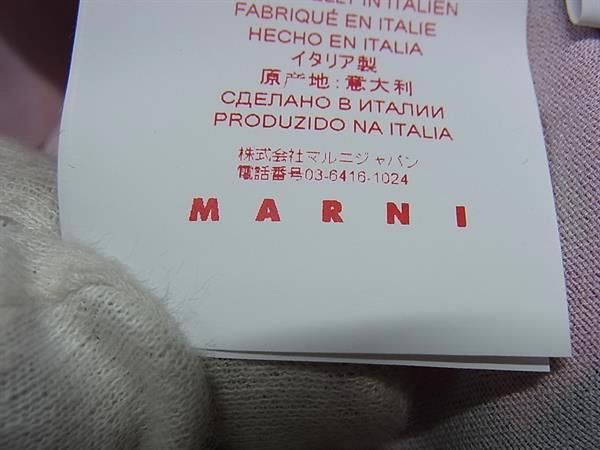 IN ITALIEN
FABRIQUÉ EN ITALIE
HECHO EN ITALIA
イタリア製
原产地:意大利
СДЕЛАНО В ИТАЛИИ
PRODUZIDO NA ITALIA
株式会社マルニジャパン
電話番号03-6416-1024
MARNI